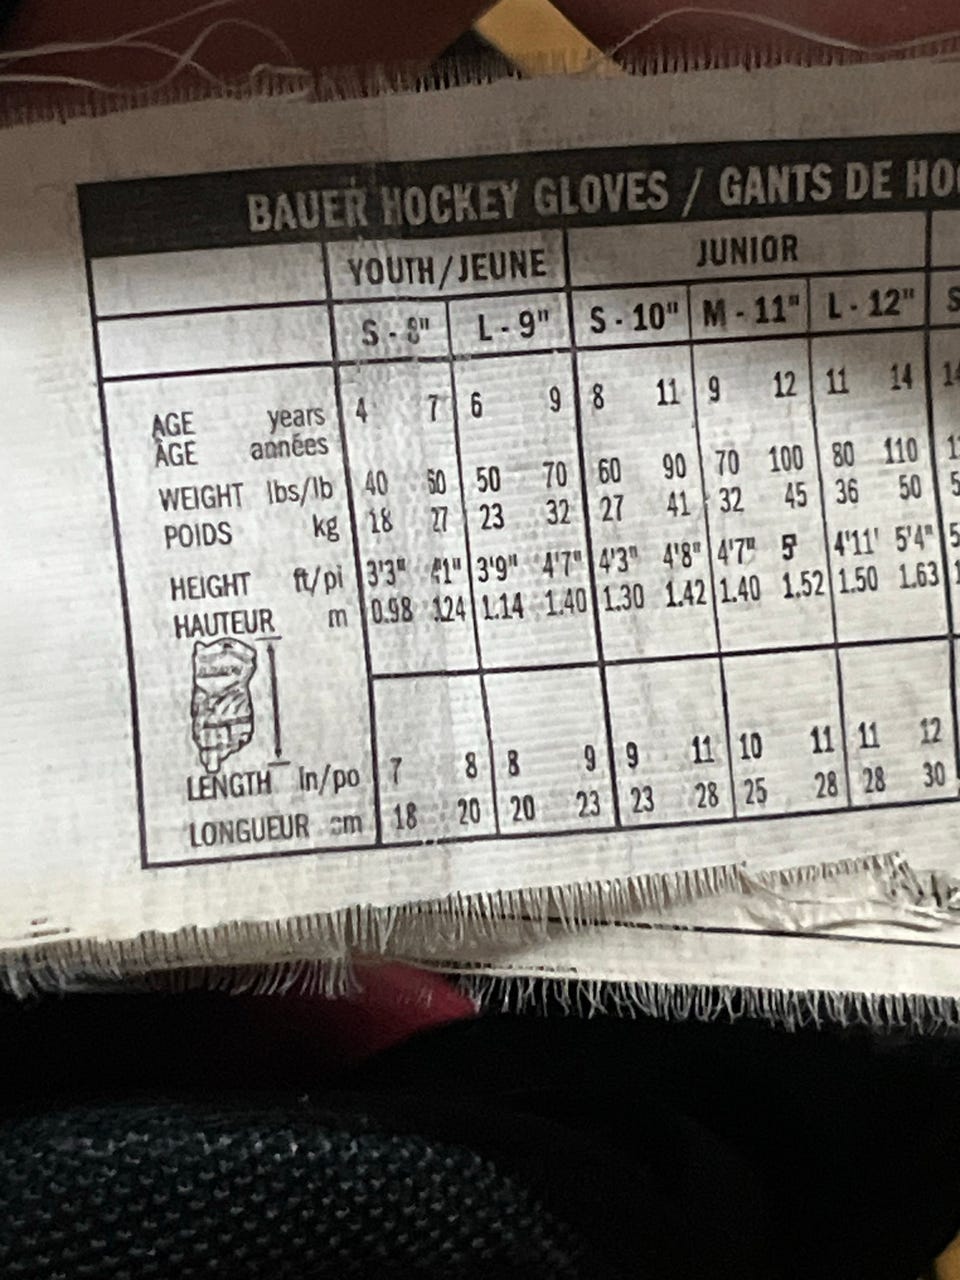 BAUER HOCKEY GLOVES / GANTS DE HO
YOUTH/JEUNE JUNIOR
S - 8" L - 9" S - 10" M - 11" L - 12" S
AGE years 4 7 6 9 8 11 9 12 11 14 14
ÂGE années
WEIGHT lbs/lb 40 60 50 70 60 90 70 100 80 110
POIDS kg 18 27 23 32 27 41 32 45 36 50 5
HEIGHT ft/pi 3'3" 4'1" 3'9" 4'7" 4'3" 4'8" 4'7" 5' 4'11' 5'4" 5
HAUTEUR m 0.98 1.24 1.14 1.40 1.30 1.42 1.40 1.52 1.50 1.63 1
LENGTH in/po 7 8 8 9 9 11 10 11 11 12
LONGUEUR cm 18 20 20 23 23 28 25 28 28 30